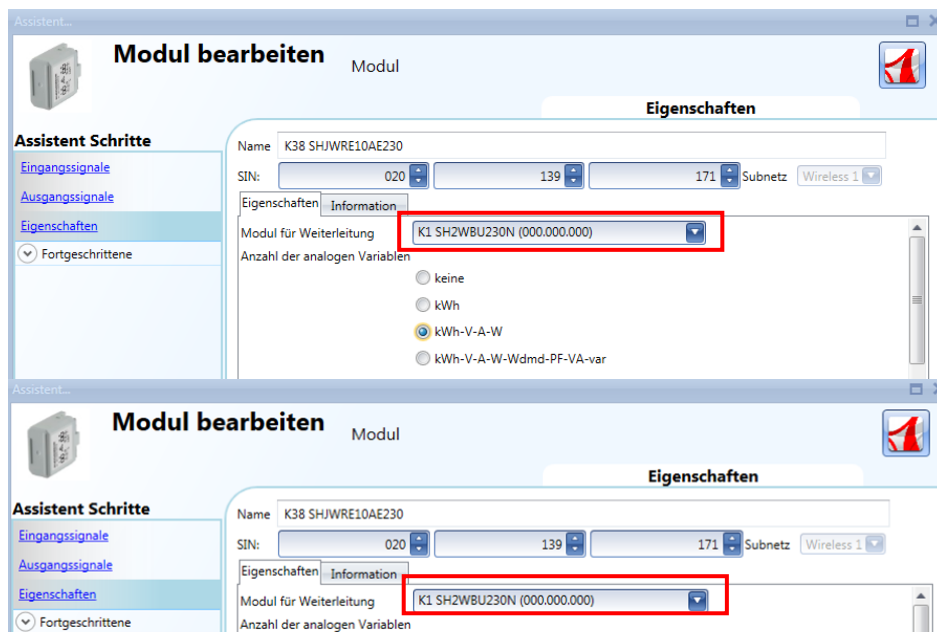 Assistent...
Modul bearbeiten Modul
Eigenschaften
Assistent Schritte
Eingangssignale
Ausgangssignale
Eigenschaften
Fortgeschrittene
Name K38 SHJWRE10AE230
SIN: 020 139 171 Subnetz Wireless 1
Eigenschaften Information
Modul für Weiterleitung K1 SH2WBU230N (000.000.000)
Anzahl der analogen Variablen
keine
kWh
kWh-V-A-W
kWh-V-A-W-Wdmd-PF-VA-var
Assistent...
Modul bearbeiten Modul
Eigenschaften
Assistent Schritte
Eingangssignale
Ausgangssignale
Eigenschaften
Fortgeschrittene
Name K38 SHJWRE10AE230
SIN: 020 139 171 Subnetz Wireless 1
Eigenschaften Information
Modul für Weiterleitung K1 SH2WBU230N (000.000.000)
Anzahl der analogen Variablen